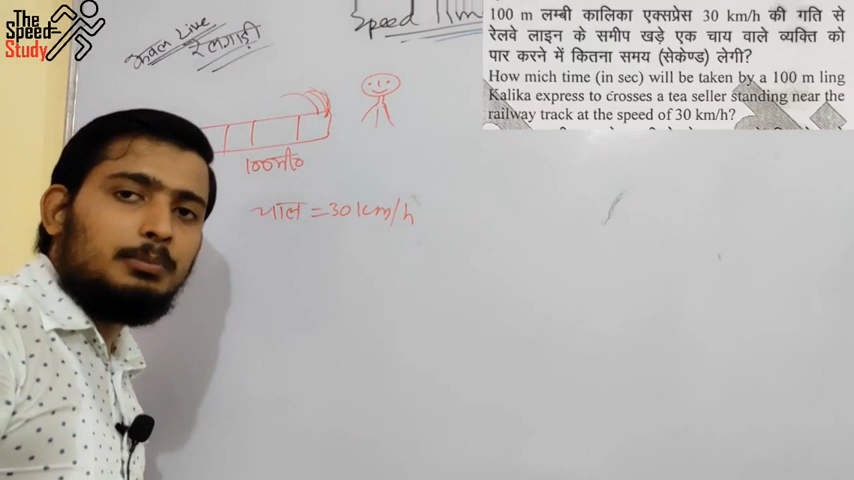 The
Speed
Study
केवल Live
रेलगाड़ी
Speed
100 m लम्बी कालिका एक्सप्रेस 30 km/h की गति से
रेलवे लाइन के समीप खड़े एक चाय वाले व्यक्ति को
पार करने में कितना समय (सेकेण्ड) लेगी?
How mich time (in sec) will be taken by a 100 m ling
Kalika express to crosses a tea seller standing near the
railway track at the speed of 30 km/h?
100मी०
चाल = 30 km/h